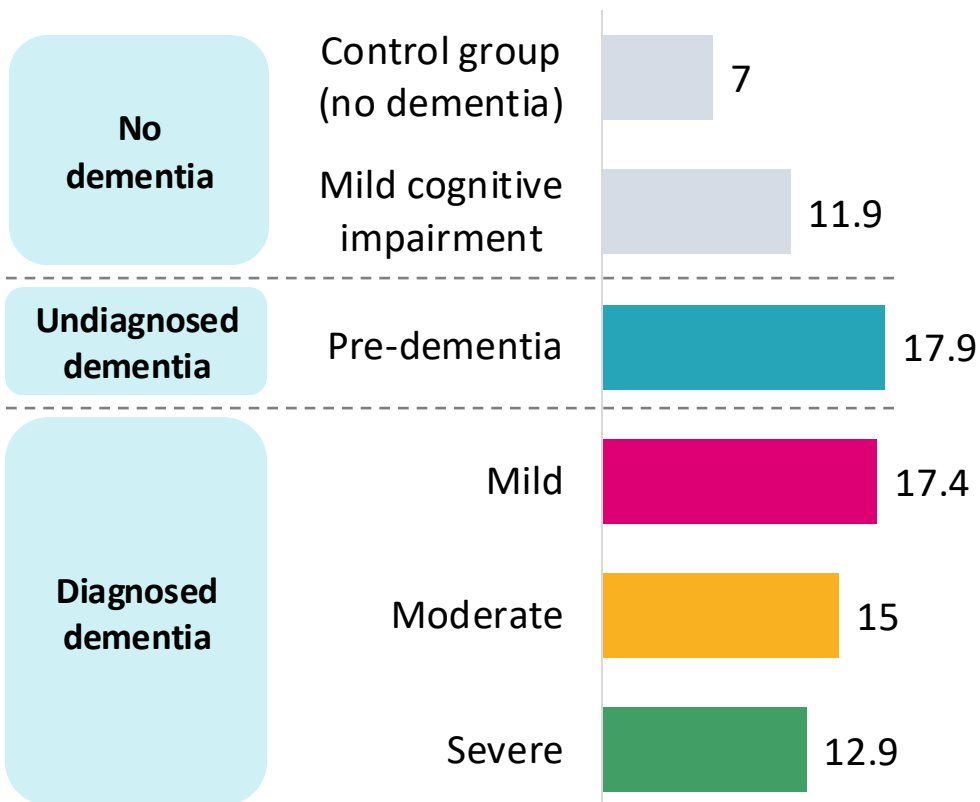 No
dementia
Control group
(no dementia)
7
Mild cognitive
impairment
11.9
Undiagnosed
dementia
Pre-dementia
17.9
Diagnosed
dementia
Mild
17.4
Moderate
15
Severe
12.9